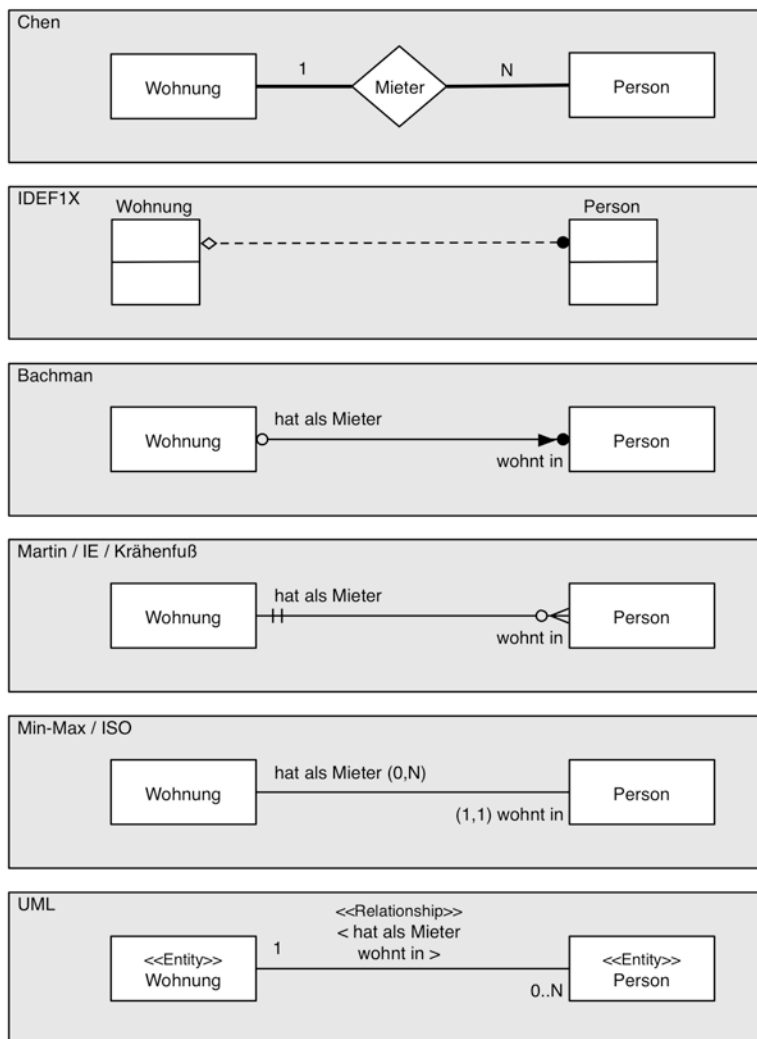 Chen
Wohnung
1
Mieter
N
Person
IDEF1X
Wohnung
Person
Bachman
Wohnung
hat als Mieter
wohnt in
Person
Martin / IE / Krähenfuß
Wohnung
hat als Mieter
wohnt in
Person
Min-Max / ISO
Wohnung
hat als Mieter (0,N)
(1,1) wohnt in
Person
UML
<<Entity>>
Wohnung
1
<<Relationship>>
< hat als Mieter
wohnt in >
0..N
<<Entity>>
Person